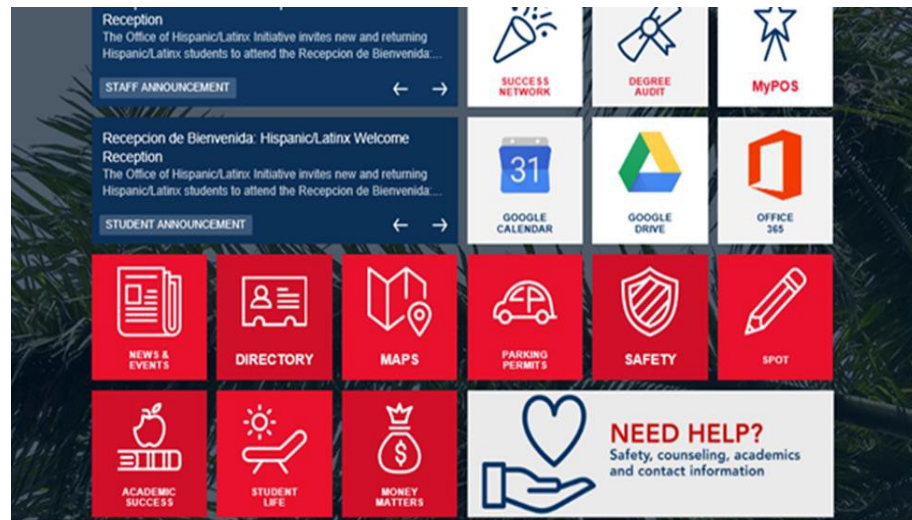 Reception
The Office of Hispanic/Latinx Initiative invites new and returning
Hispanic/Latinx students to attend the Recepcion de Bienvenida:...
STAFF ANNOUNCEMENT
← →
SUCCESS
NETWORK
DEGREE
AUDIT
MyPOS
Recepcion de Bienvenida: Hispanic/Latinx Welcome
Reception
The Office of Hispanic/Latinx Initiative invites new and returning
Hispanic/Latinx students to attend the Recepcion de Bienvenida:...
STUDENT ANNOUNCEMENT
← →
31
GOOGLE
CALENDAR
GOOGLE
DRIVE
OFFICE
365
NEWS &
EVENTS
DIRECTORY
MAPS
PARKING
PERMITS
SAFETY
SPOT
ACADEMIC
SUCCESS
STUDENT
LIFE
$
MONEY
MATTERS
NEED HELP?
Safety, counseling, academics
and contact information